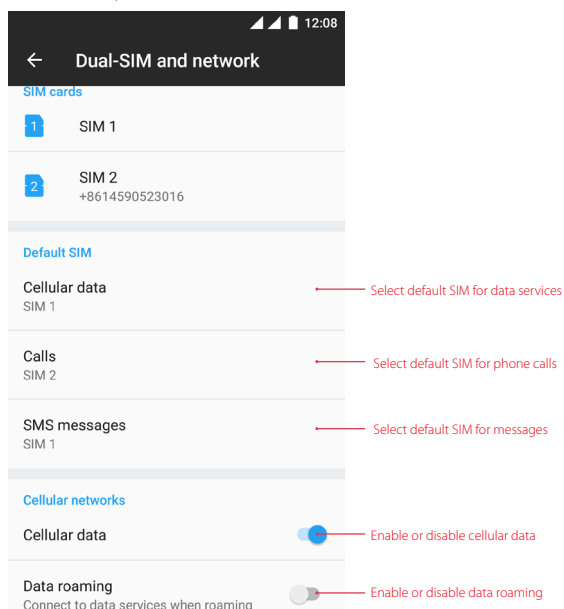 12:08
Dual-SIM and network
SIM cards
1
SIM 1
2
SIM 2
+8614590523016
Default SIM
Cellular data
SIM 1
Select default SIM for data services
Calls
SIM 2
Select default SIM for phone calls
SMS messages
SIM 1
Select default SIM for messages
Cellular networks
Cellular data
Enable or disable cellular data
Data roaming
Connect to data services when roaming
Enable or disable data roaming